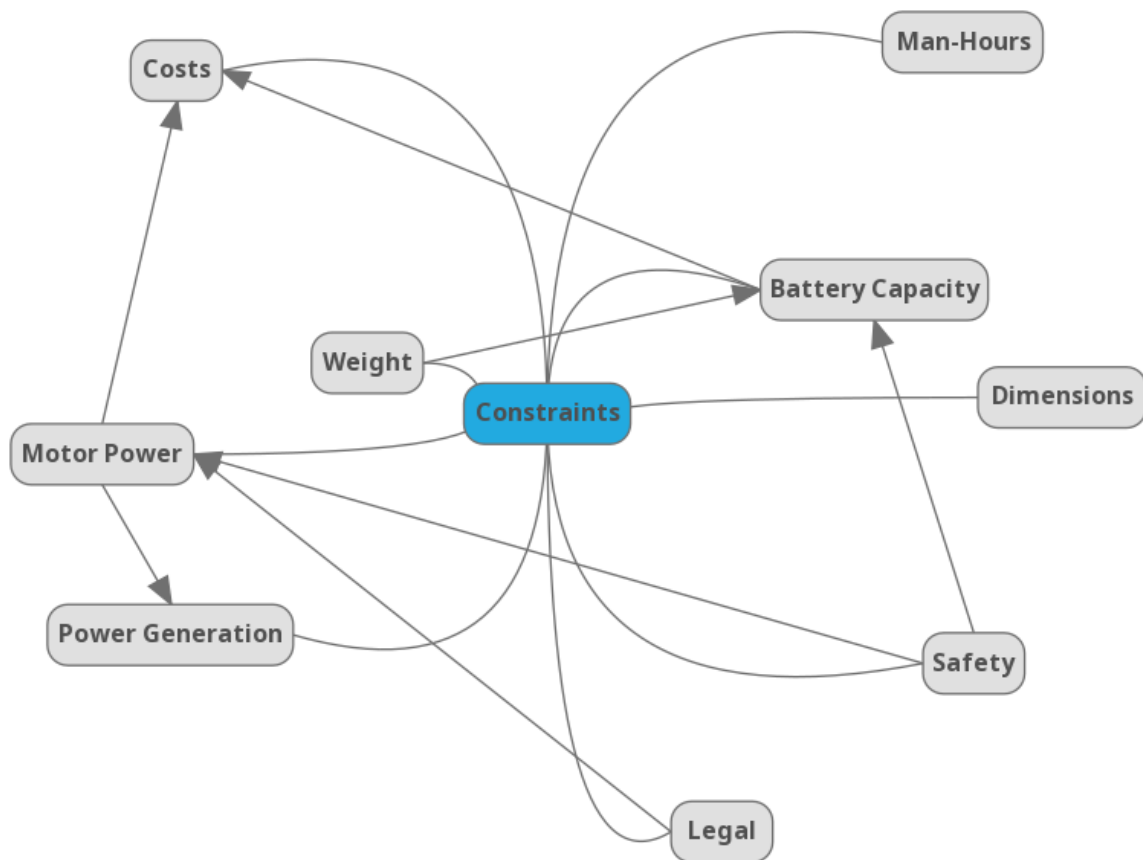 Man-Hours
Costs
Battery Capacity
Weight
Dimensions
Constraints
Motor Power
Power Generation
Safety
Legal